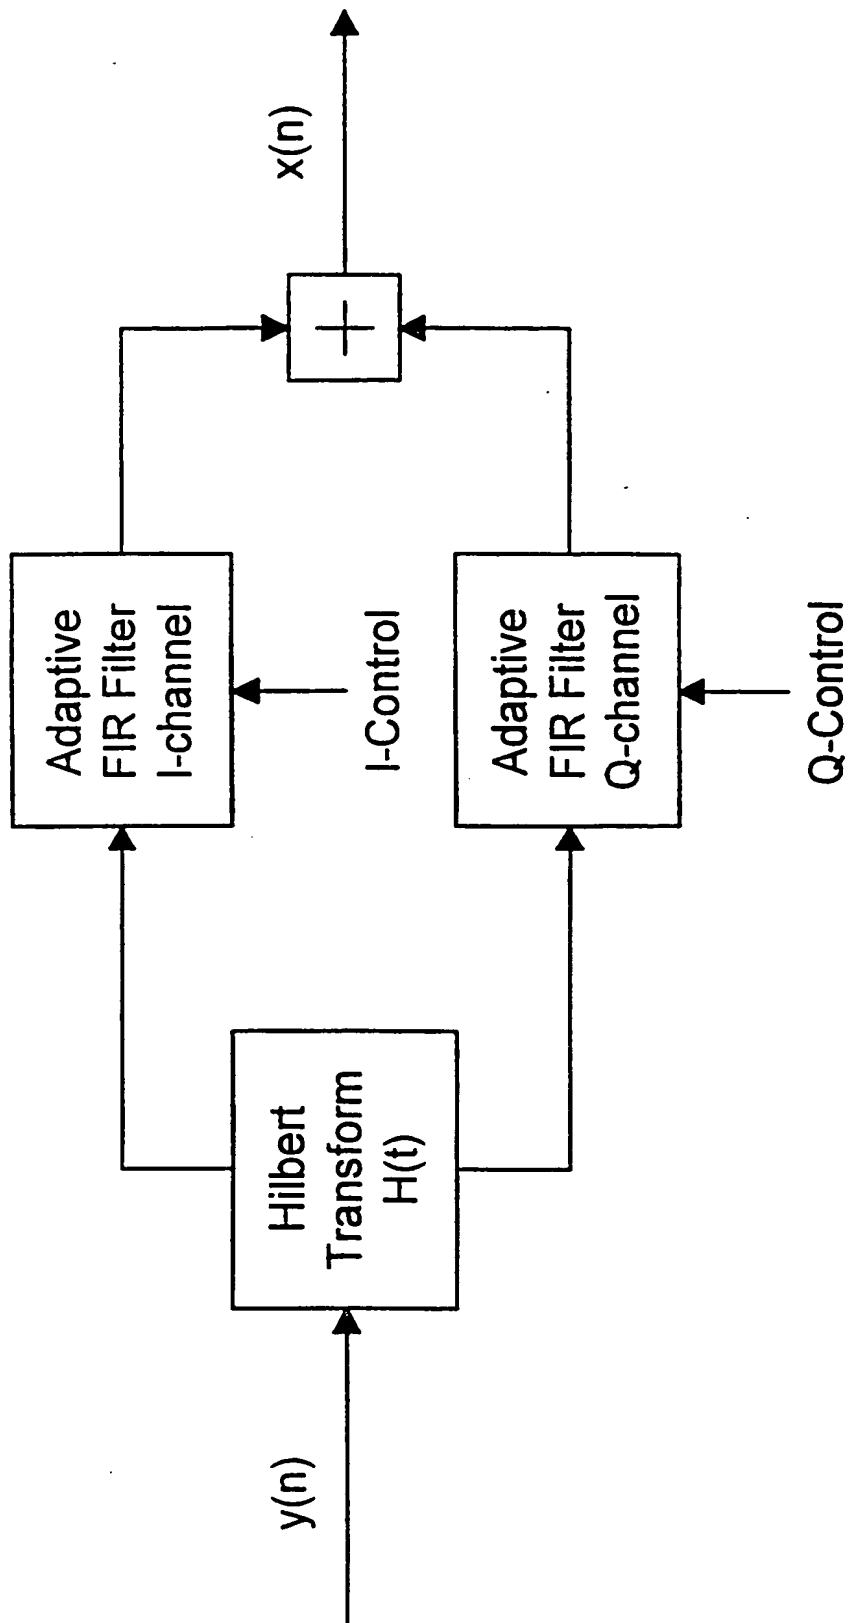 y(n)
Hilbert
Transform
H(t)
Adaptive
FIR Filter
I-channel
I-Control
Adaptive
FIR Filter
Q-channel
Q-Control
+
x(n)